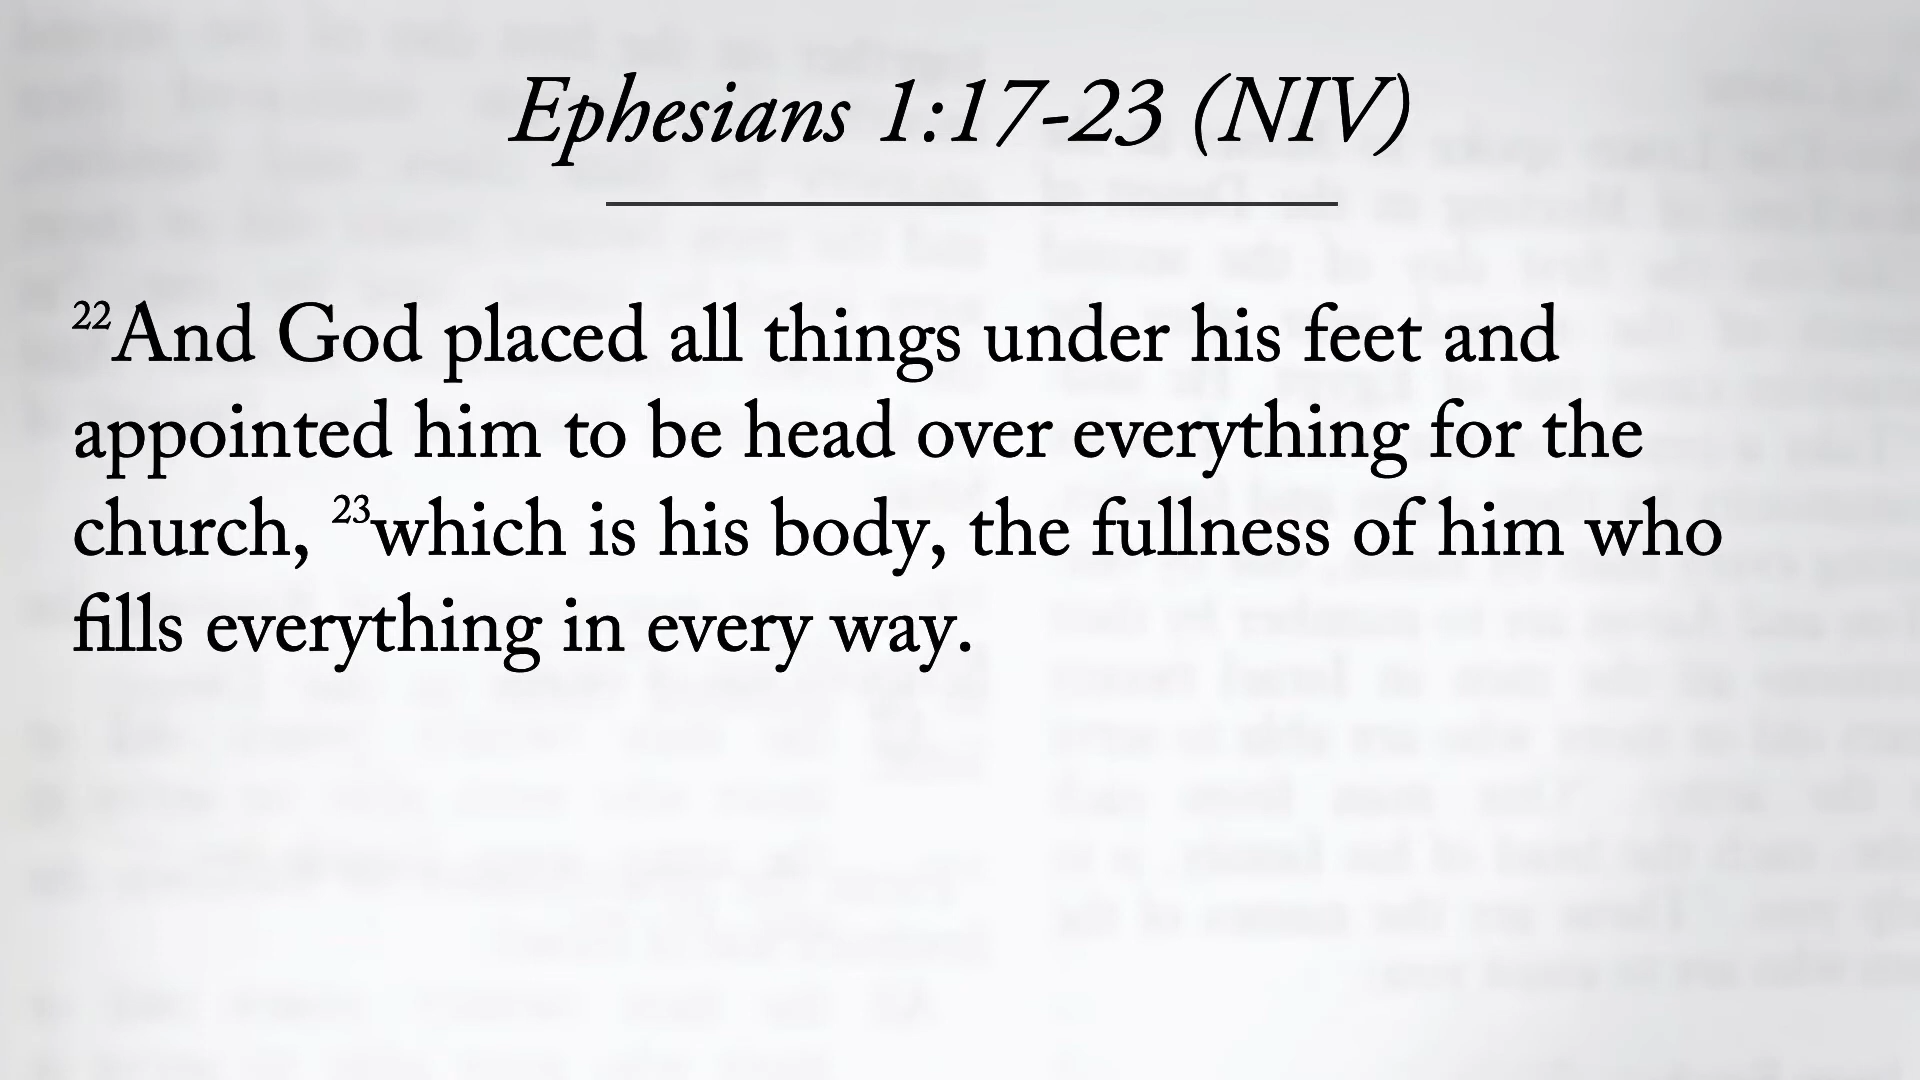 Ephesians 1:17-23 (NIV)
22And God placed all things under his feet and
appointed him to be head over everything for the
church, 23which is his body, the fullness of him who
fills everything in every way.